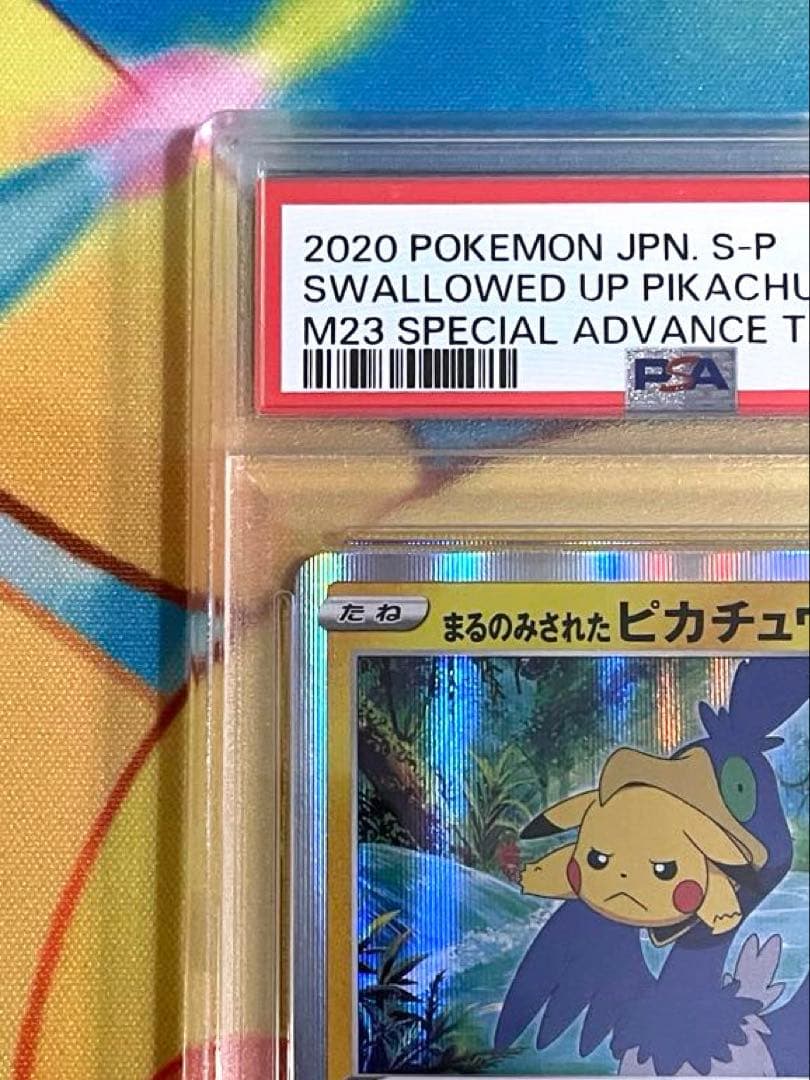 2020 POKEMON JPN. S-P
SWALLOWED UP PIKACHU
M23 SPECIAL ADVANCE T
PSA
たね
まるのみされたピカチュウ